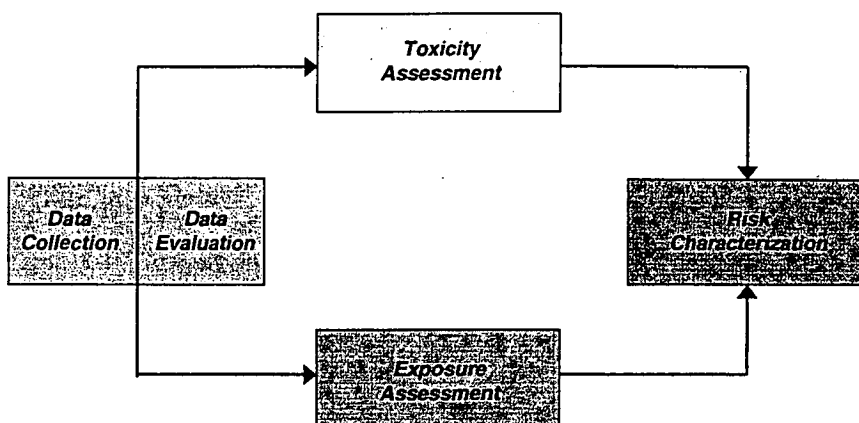 Toxicity
Assessment
Data
Collection
Data
Evaluation
Risk
Characterization
Exposure
Assessment